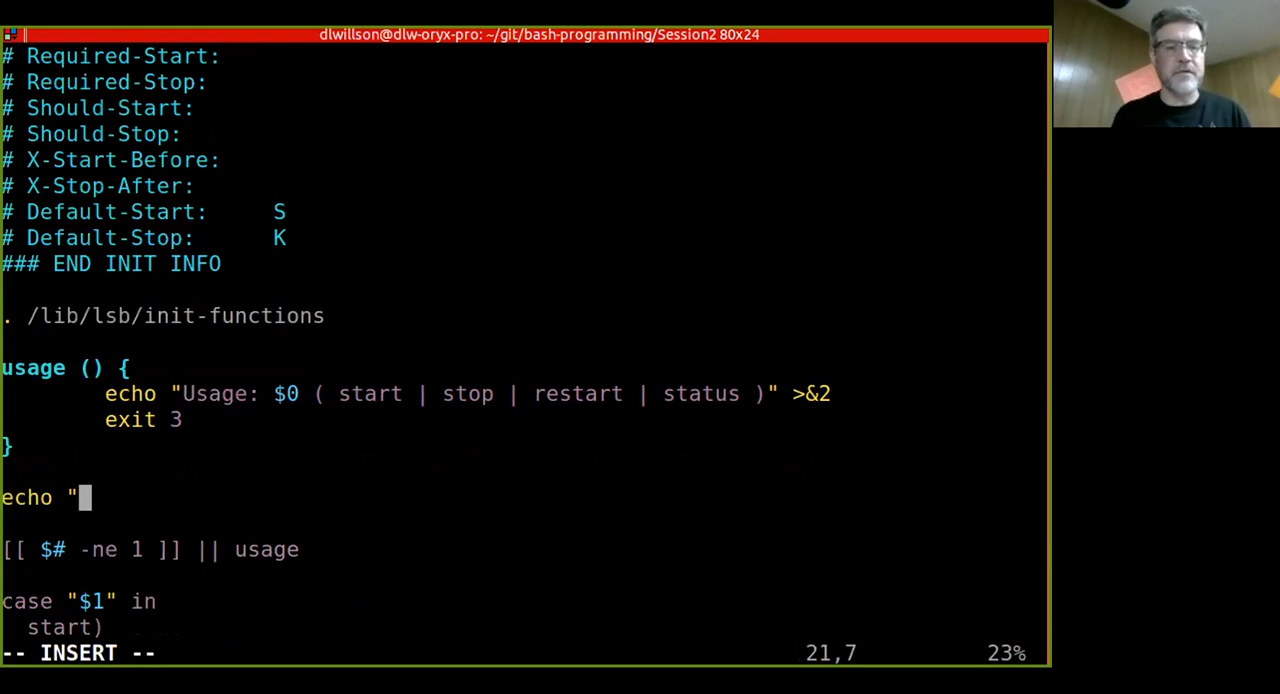 dlwillson@dlw-oryx-pro: ~/git/bash-programming/Session2 80x24
# Required-Start:
# Required-Stop:
# Should-Start:
# Should-Stop:
# X-Start-Before:
# X-Stop-After:
# Default-Start:     S
# Default-Stop:      K
### END INIT INFO
. /lib/lsb/init-functions
usage () {
        echo "Usage: $0 ( start | stop | restart | status )" >&2
        exit 3
}
echo "
[[ $# -ne 1 ]] || usage
case "$1" in
  start)
-- INSERT --                                                  21,7          23%